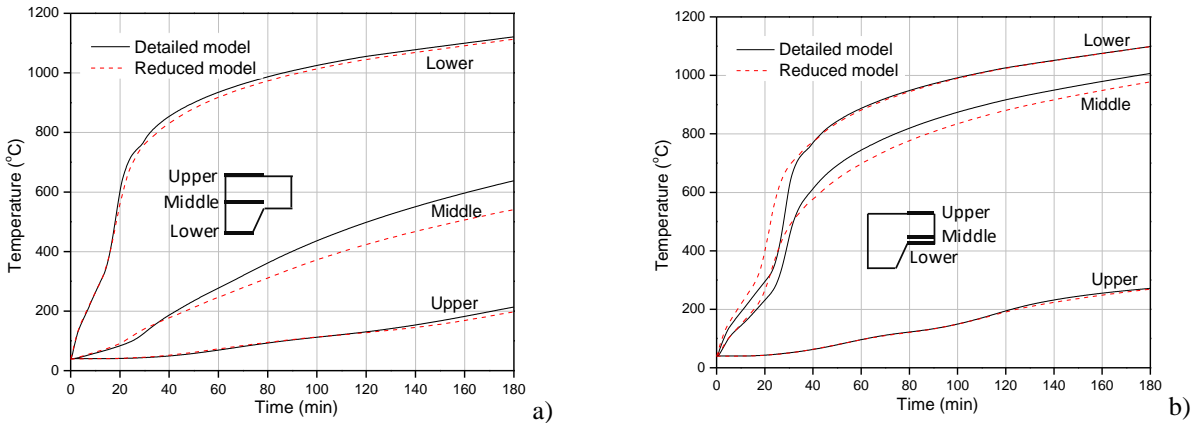 1200
1000
800
600
400
200
0
Temperature (°C)
Detailed model
Reduced model
Lower
Middle
Upper
Upper
Middle
Lower
0 20 40 60 80 100 120 140 160 180
Time (min)
a)
1200
1000
800
600
400
200
0
Temperature (°C)
Detailed model
Reduced model
Lower
Middle
Upper
Upper
Middle
Lower
0 20 40 60 80 100 120 140 160 180
Time (min)
b)